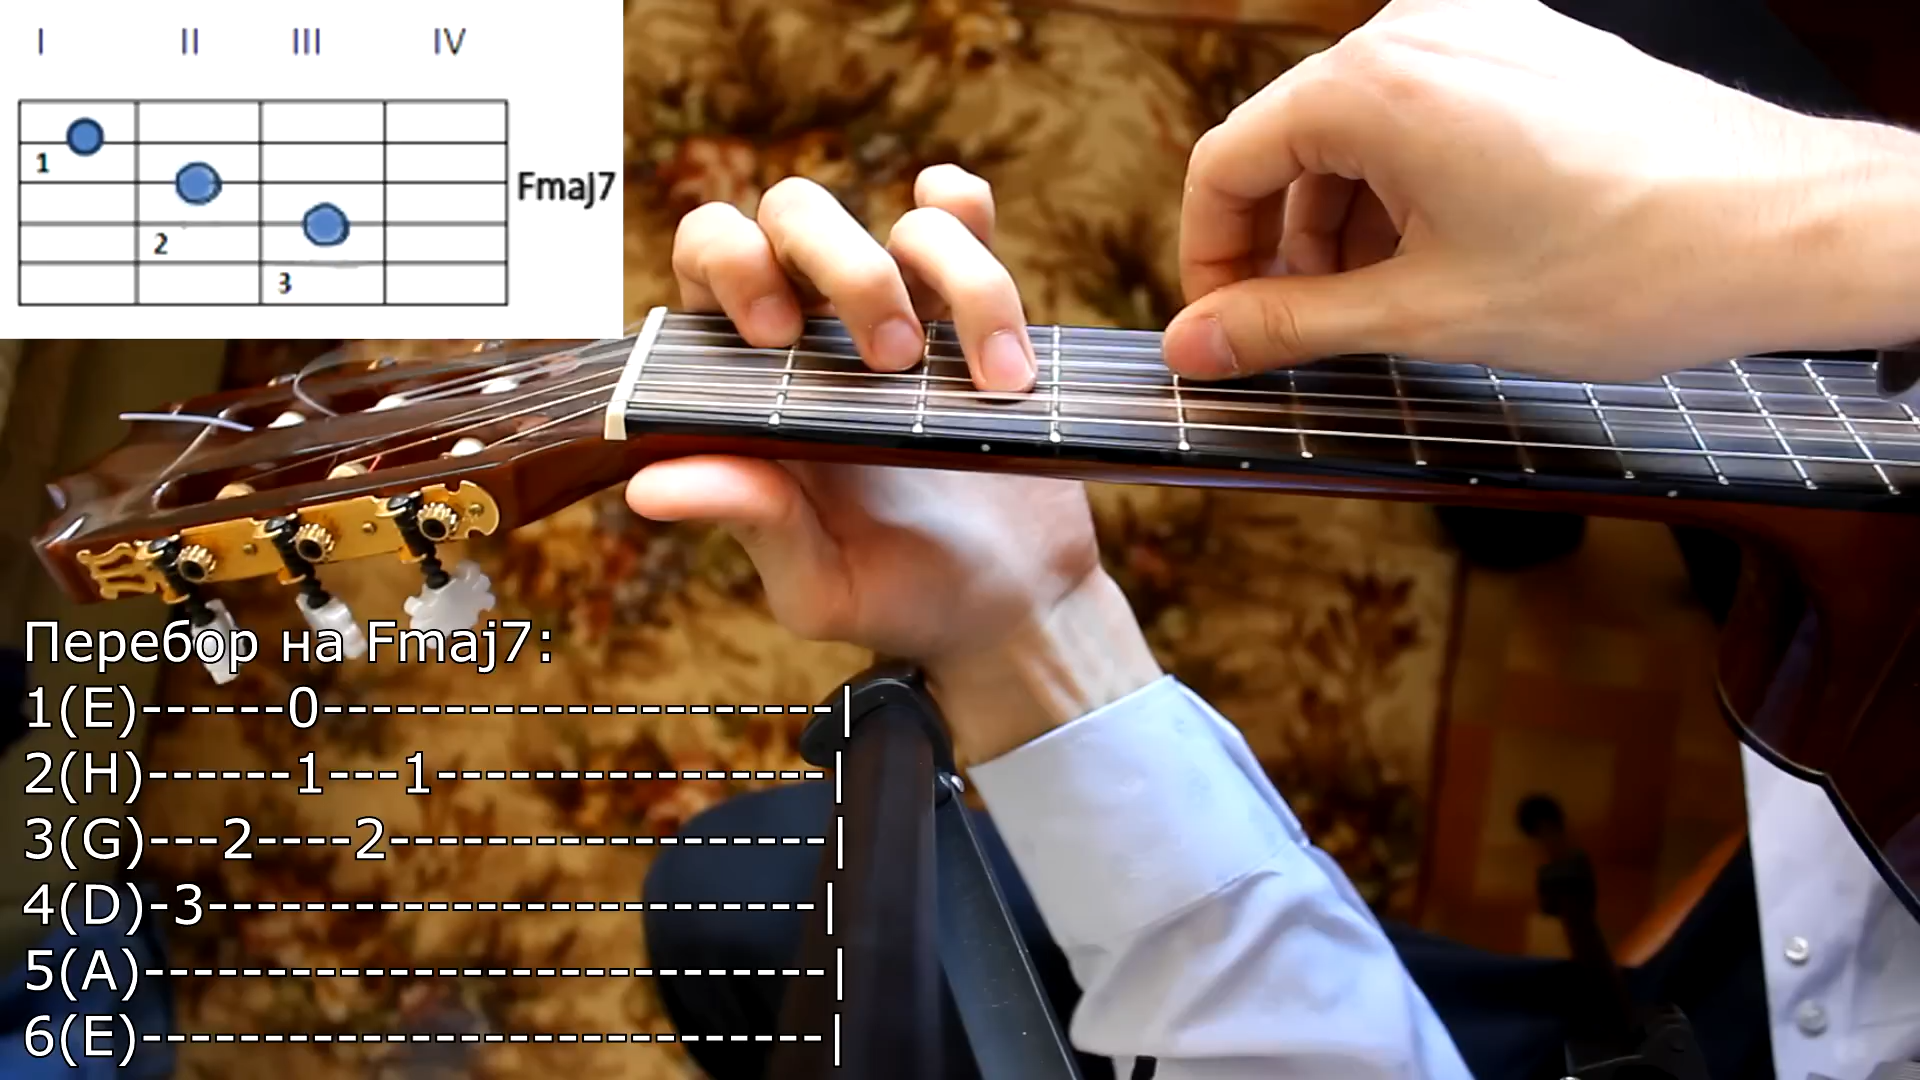 I II III IV
1
Fmaj7
2
3
Перебор на Fmaj7:
1(E)------0---------------------|
2(H)------1---1----------------|
3(G)---2----2-----------------|
4(D)-3-------------------------|
5(A)----------------------------|
6(E)----------------------------|